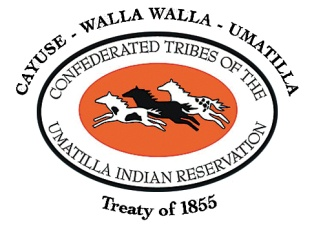 CAYUSE - WALLA WALLA - UMATILLA
CONFEDERATED TRIBES OF THE
UMATILLA INDIAN RESERVATION
Treaty of 1855